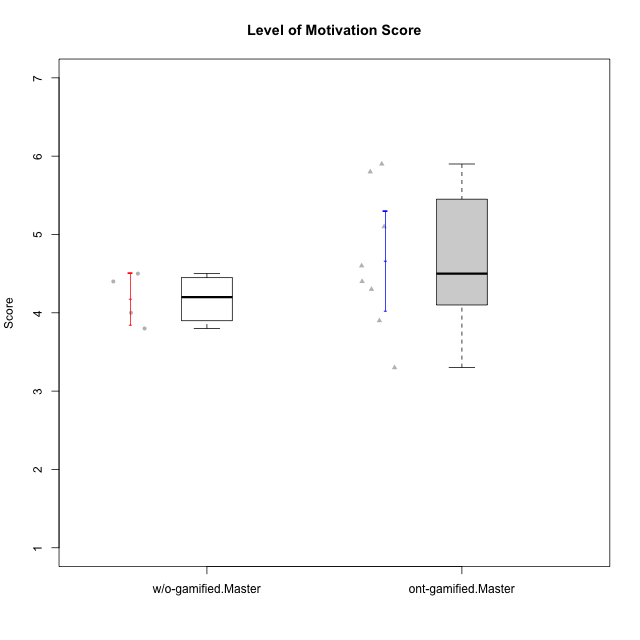 Level of Motivation Score
7
6
5
4
3
2
1
Score
w/o-gamified.Master
ont-gamified.Master